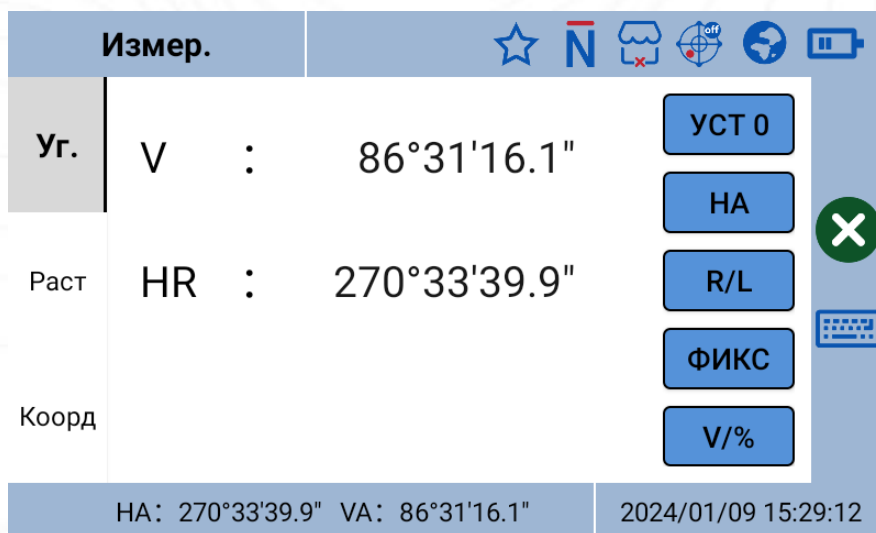 Измер.
N
off
Уг.
V : 86°31'16.1"
УСТ 0
HA
Раст
HR : 270°33'39.9"
R/L
ФИКС
Коорд
V/%
HA: 270°33'39.9" VA: 86°31'16.1"
2024/01/09 15:29:12